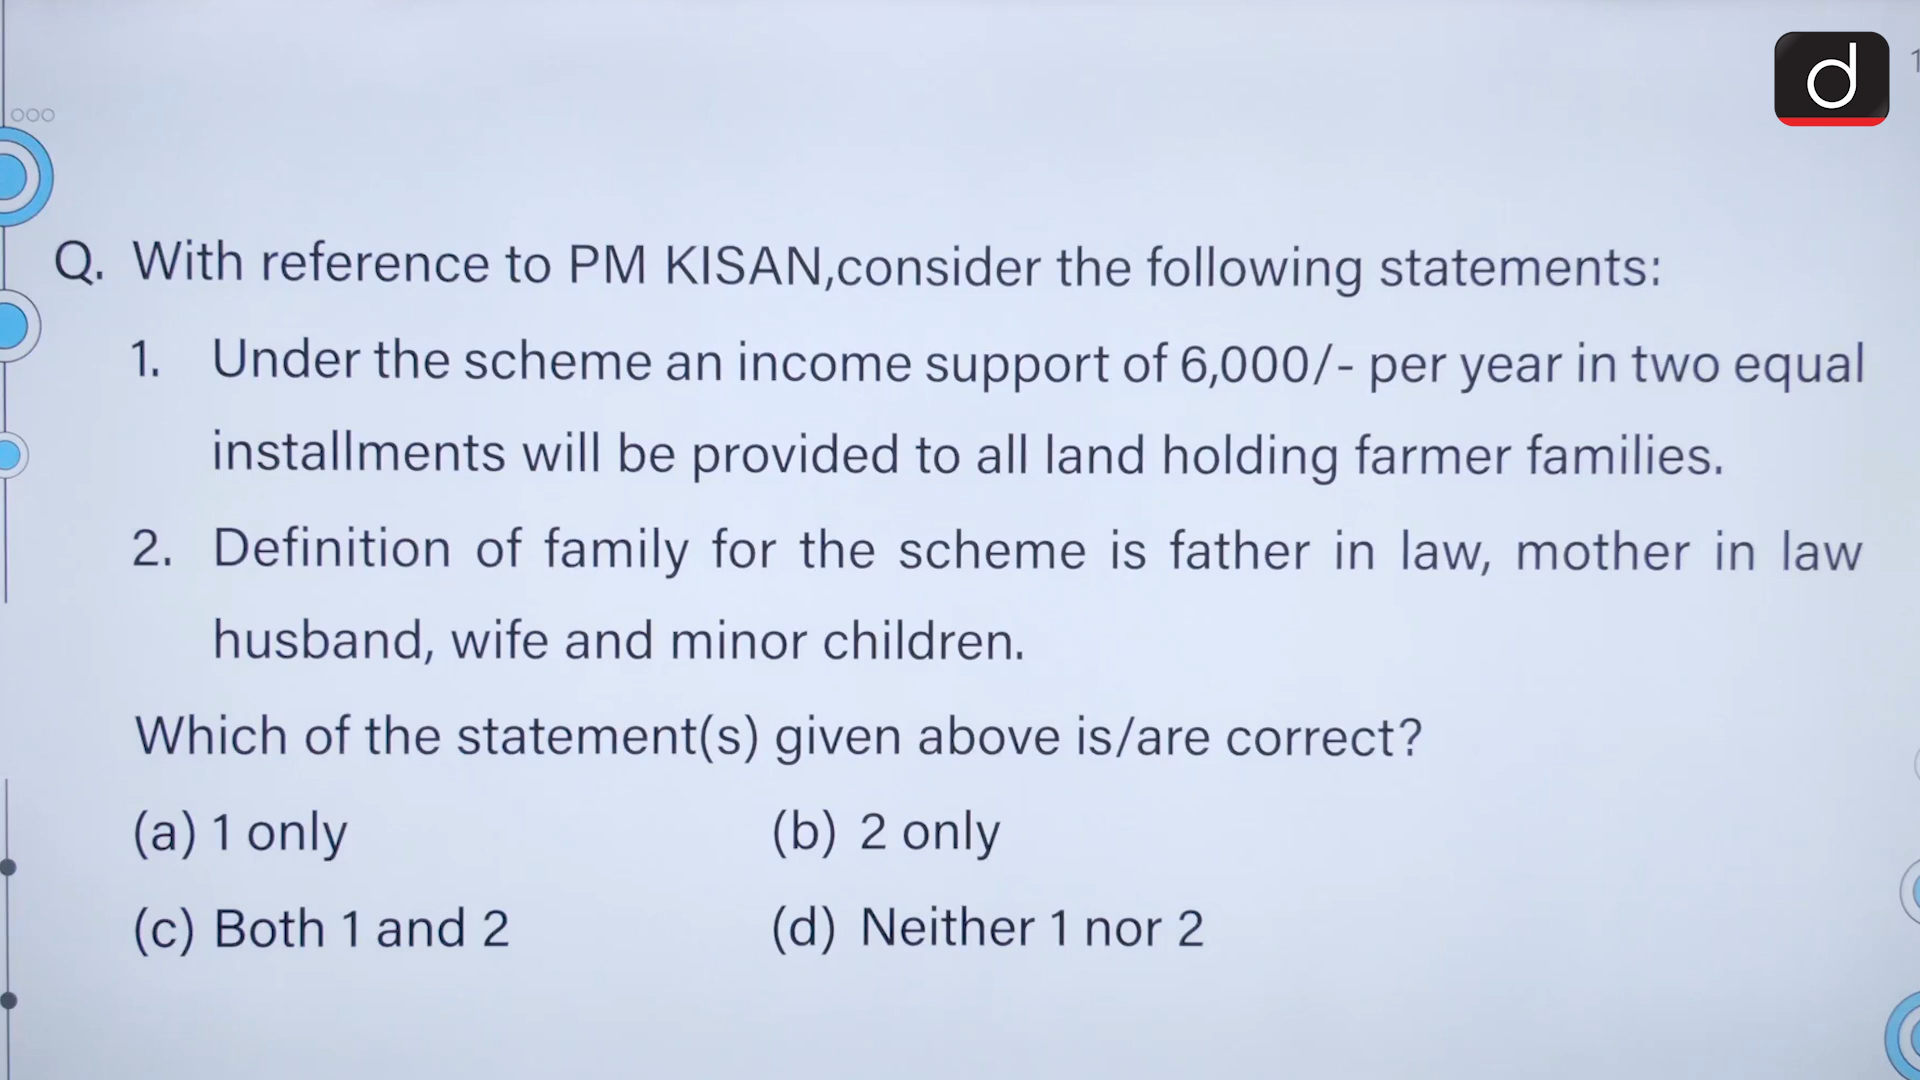 d
Q. With reference to PM KISAN,consider the following statements:
1. Under the scheme an income support of 6,000/- per year in two equal
installments will be provided to all land holding farmer families.
2. Definition of family for the scheme is father in law, mother in law
husband, wife and minor children.
Which of the statement(s) given above is/are correct?
(a) 1 only (b) 2 only
(c) Both 1 and 2 (d) Neither 1 nor 2